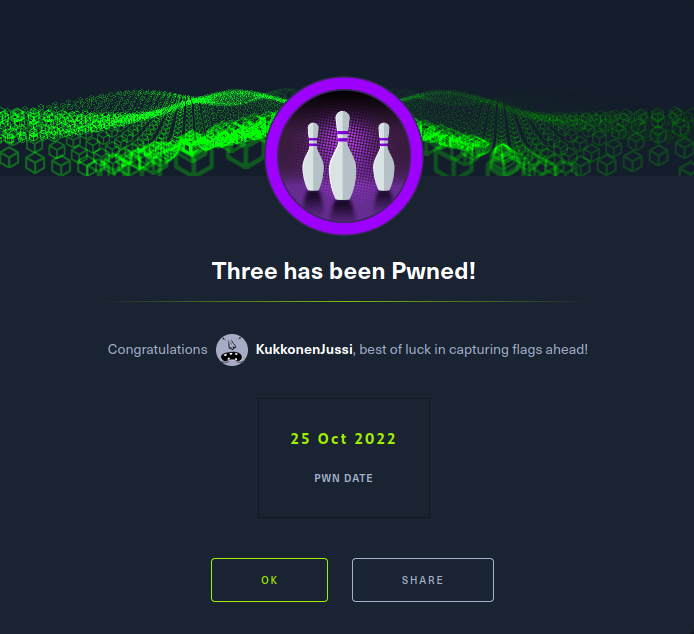 Three has been Pwned!
Congratulations KukkonenJussi, best of luck in capturing flags ahead!
25 Oct 2022
PWN DATE
OK SHARE